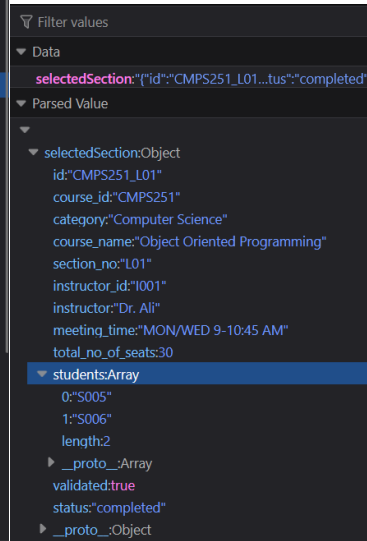 Filter values
Data
selectedSection:"{"id":"CMPS251_L01...tus":"completed"
Parsed Value
selectedSection:Object
id:"CMPS251_L01"
course_id:"CMPS251"
category:"Computer Science"
course_name:"Object Oriented Programming"
section_no:"L01"
instructor_id:"I001"
instructor:"Dr. Ali"
meeting_time:"MON/WED 9-10:45 AM"
total_no_of_seats:30
students:Array
0:"S005"
1:"S006"
length:2
__proto__:Array
validated:true
status:"completed"
__proto__:Object